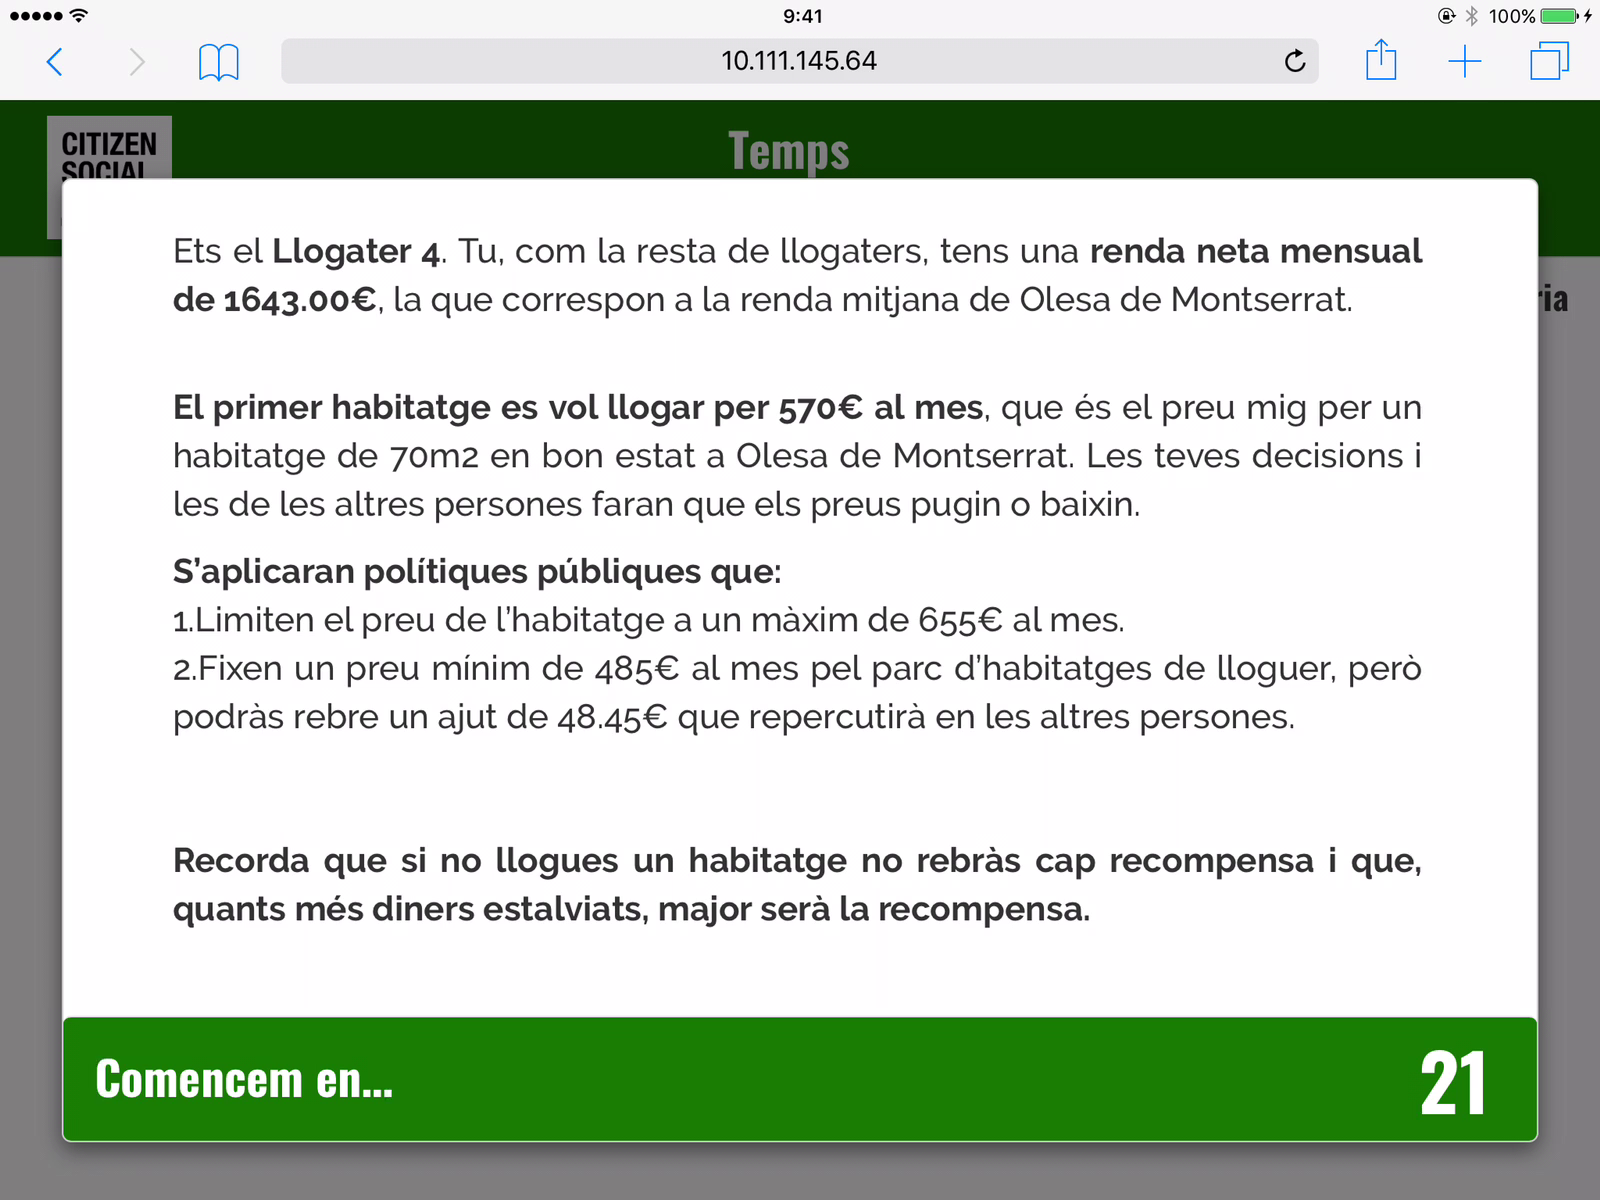 9:41
100%
10.111.145.64
CITIZEN
SOCIAL
Temps
ria
Ets el Llogater 4. Tu, com la resta de llogaters, tens una renda neta mensual
de 1643.00€, la que correspon a la renda mitjana de Olesa de Montserrat.
El primer habitatge es vol llogar per 570€ al mes, que és el preu mig per un
habitatge de 70m2 en bon estat a Olesa de Montserrat. Les teves decisions i
les de les altres persones faran que els preus pugin o baixin.
S’aplicaran polítiques públiques que:
1.Limiten el preu de l’habitatge a un màxim de 655€ al mes.
2.Fixen un preu mínim de 485€ al mes pel parc d’habitatges de lloguer, però
podràs rebre un ajut de 48.45€ que repercutirà en les altres persones.
Recorda que si no llogues un habitatge no rebràs cap recompensa i que,
quants més diners estalviats, major serà la recompensa.
Comencem en...
21